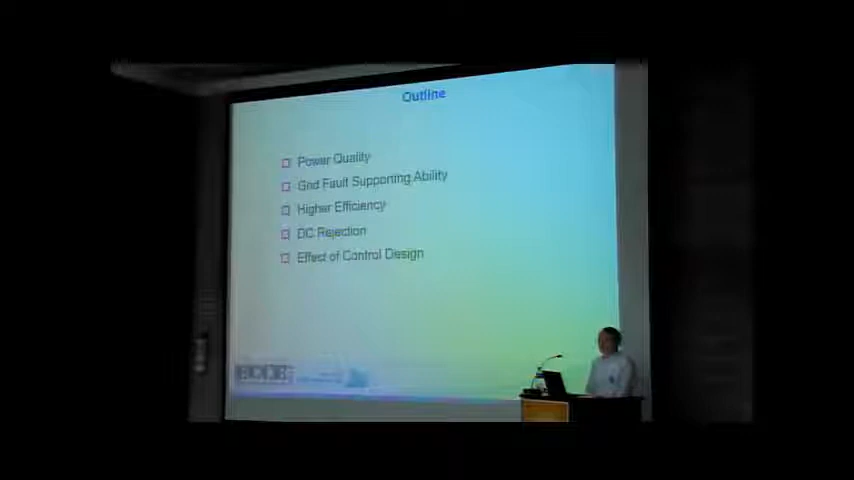 Outline
Power Quality
Grid Fault Supporting Ability
Higher Efficiency
DC Rejection
Effect of Control Design